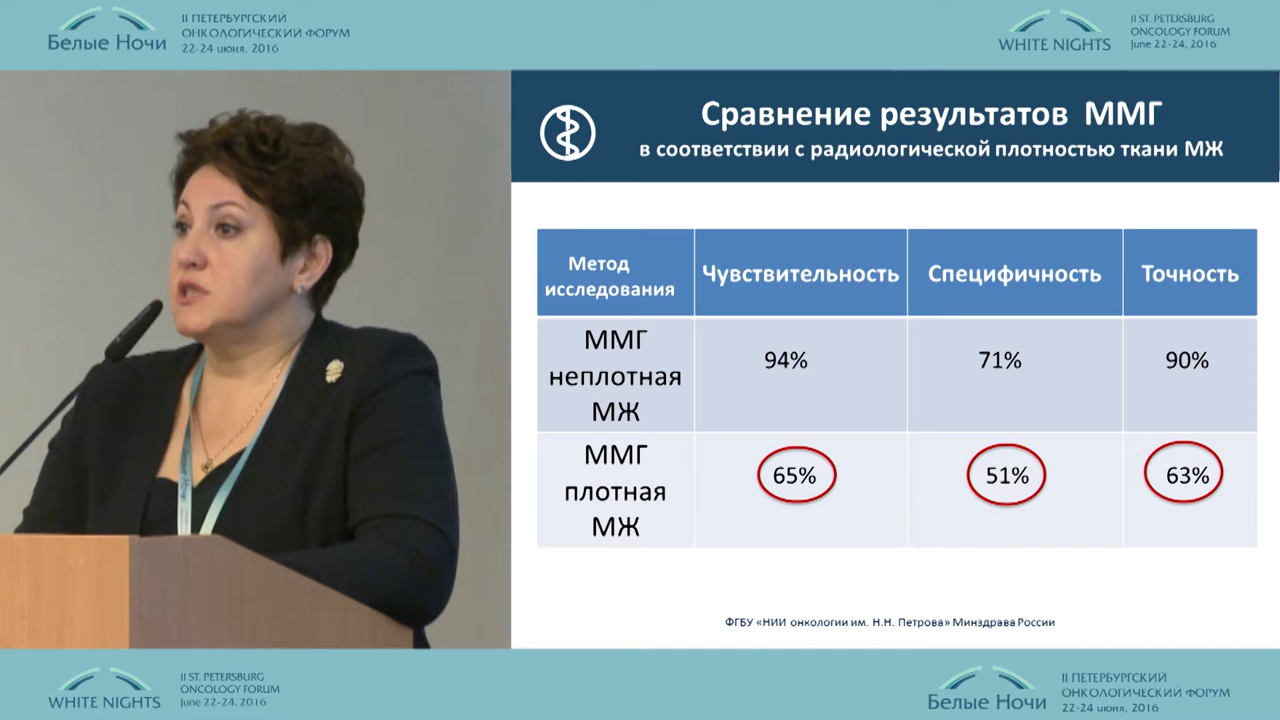 Белые Ночи
II ПЕТЕРБУРГСКИЙ
ОНКОЛОГИЧЕСКИЙ ФОРУМ
22-24 июня, 2016
WHITE NIGHTS
II ST. PETERSBURG
ONCOLOGY FORUM
June 22-24, 2016
Сравнение результатов ММГ
в соответствии с радиологической плотностью ткани МЖ
Метод
исследования
Чувствительность
Специфичность
Точность
ММГ
неплотная
МЖ
94%
71%
90%
ММГ
плотная
МЖ
65%
51%
63%
ФГБУ «НИИ онкологии им. Н.Н. Петрова» Минздрава России
WHITE NIGHTS
II ST. PETERSBURG
ONCOLOGY FORUM
June 22-24, 2016
Белые Ночи
II ПЕТЕРБУРГСКИЙ
ОНКОЛОГИЧЕСКИЙ ФОРУМ
22-24 июня, 2016